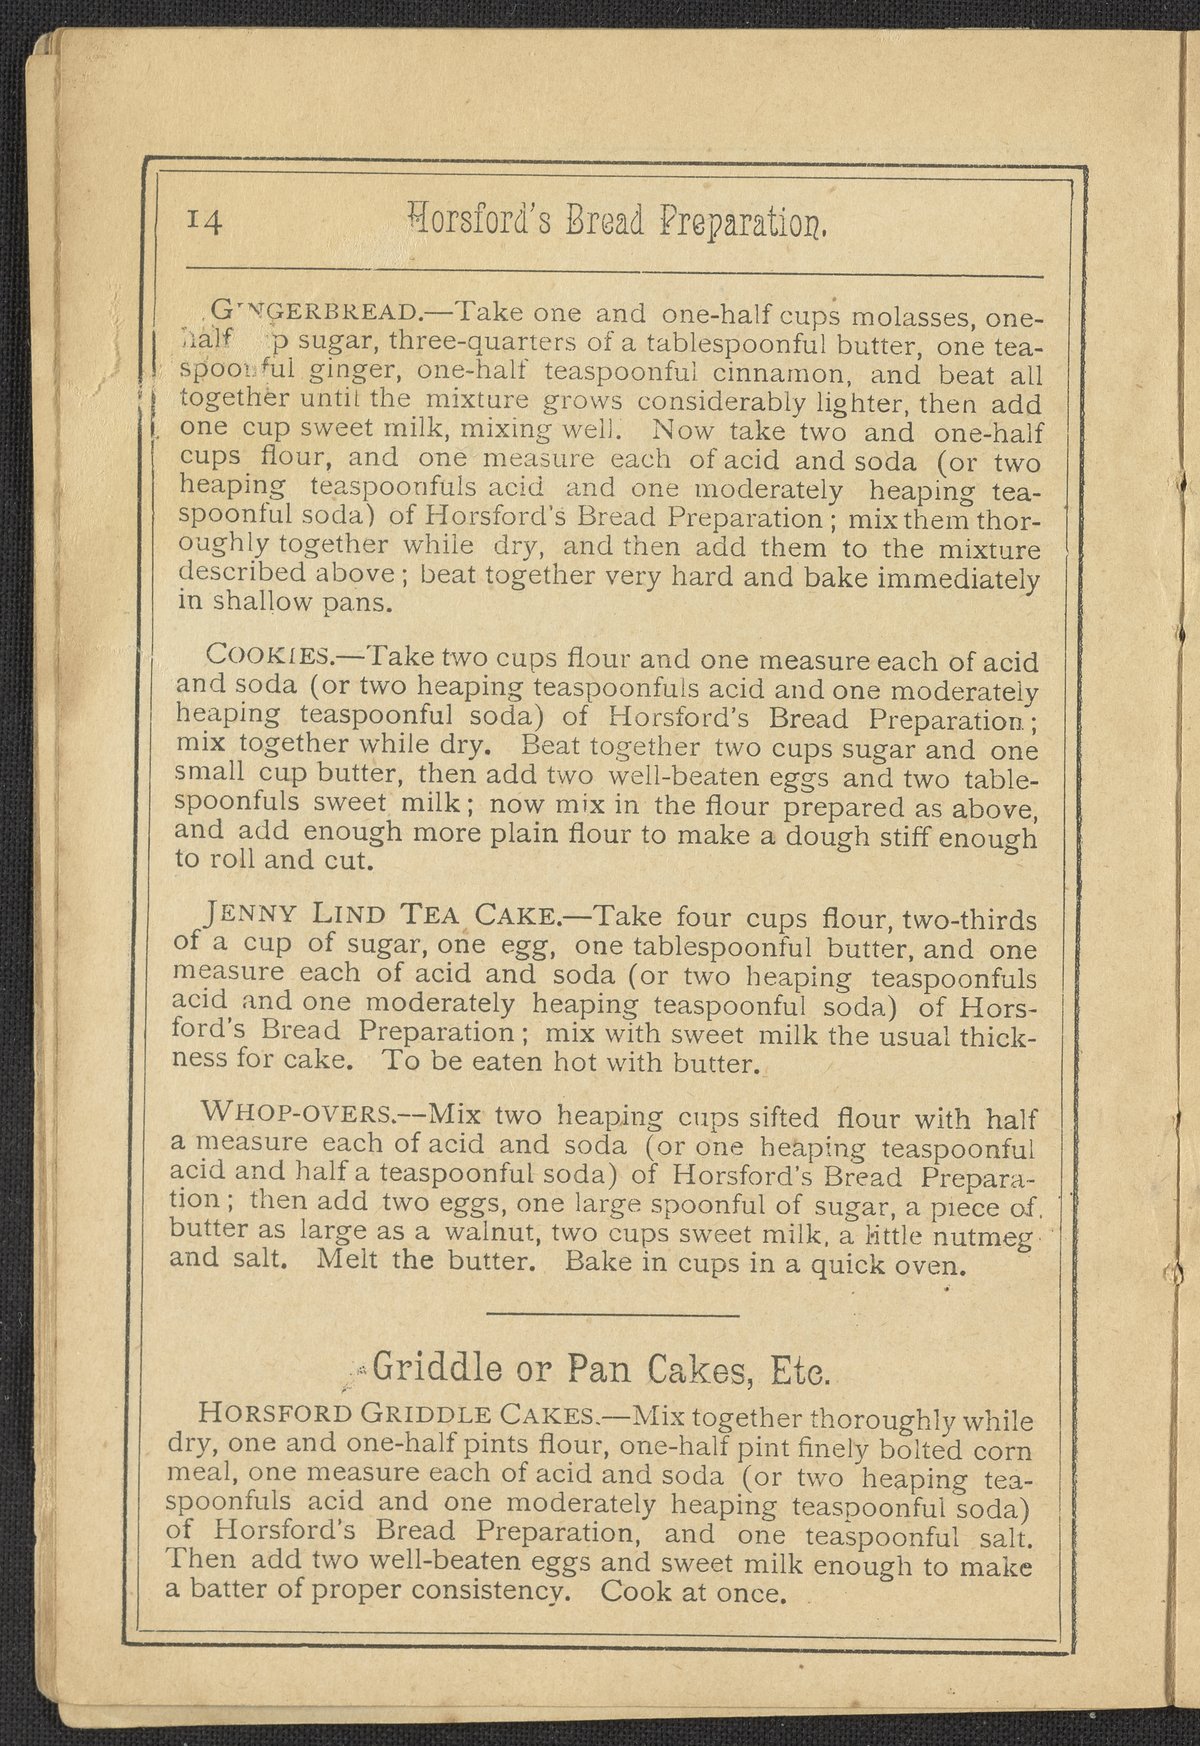 14 Horsford's Bread Preparation.
GINGERBREAD.—Take one and one-half cups molasses, one-
half sugar, three-quarters of a tablespoonful butter, one tea-
spoonful ginger, one-half teaspoonful cinnamon, and beat all
together until the mixture grows considerably lighter, then add
one cup sweet milk, mixing well. Now take two and one-half
cups flour, and one measure each of acid and soda (or two
heaping teaspoonfuls acid and one moderately heaping tea-
spoonful soda) of Horsford's Bread Preparation; mix them thor-
oughly together while dry, and then add them to the mixture
described above; beat together very hard and bake immediately
in shallow pans.
COOKIES.—Take two cups flour and one measure each of acid
and soda (or two heaping teaspoonfuls acid and one moderately
heaping teaspoonful soda) of Horsford's Bread Preparation;
mix together while dry. Beat together two cups sugar and one
small cup butter, then add two well-beaten eggs and two table-
spoonfuls sweet milk; now mix in the flour prepared as above,
and add enough more plain flour to make a dough stiff enough
to roll and cut.
JENNY LIND TEA CAKE.—Take four cups flour, two-thirds
of a cup of sugar, one egg, one tablespoonful butter, and one
measure each of acid and soda (or two heaping teaspoonfuls
acid and one moderately heaping teaspoonful soda) of Hors-
ford's Bread Preparation; mix with sweet milk the usual thick-
ness for cake. To be eaten hot with butter.
WHOP-OVERS.—Mix two heaping cups sifted flour with half
a measure each of acid and soda (or one heaping teaspoonful
acid and half a teaspoonful soda) of Horsford's Bread Prepara-
tion; then add two eggs, one large spoonful of sugar, a piece of
butter as large as a walnut, two cups sweet milk, a little nutmeg
and salt. Melt the butter. Bake in cups in a quick oven.
Griddle or Pan Cakes, Etc.
HORSFORD GRIDDLE CAKES.—Mix together thoroughly while
dry, one and one-half pints flour, one-half pint finely bolted corn
meal, one measure each of acid and soda (or two heaping tea-
spoonfuls acid and one moderately heaping teaspoonful soda)
of Horsford's Bread Preparation, and one teaspoonful salt.
Then add two well-beaten eggs and sweet milk enough to make
a batter of proper consistency. Cook at once.